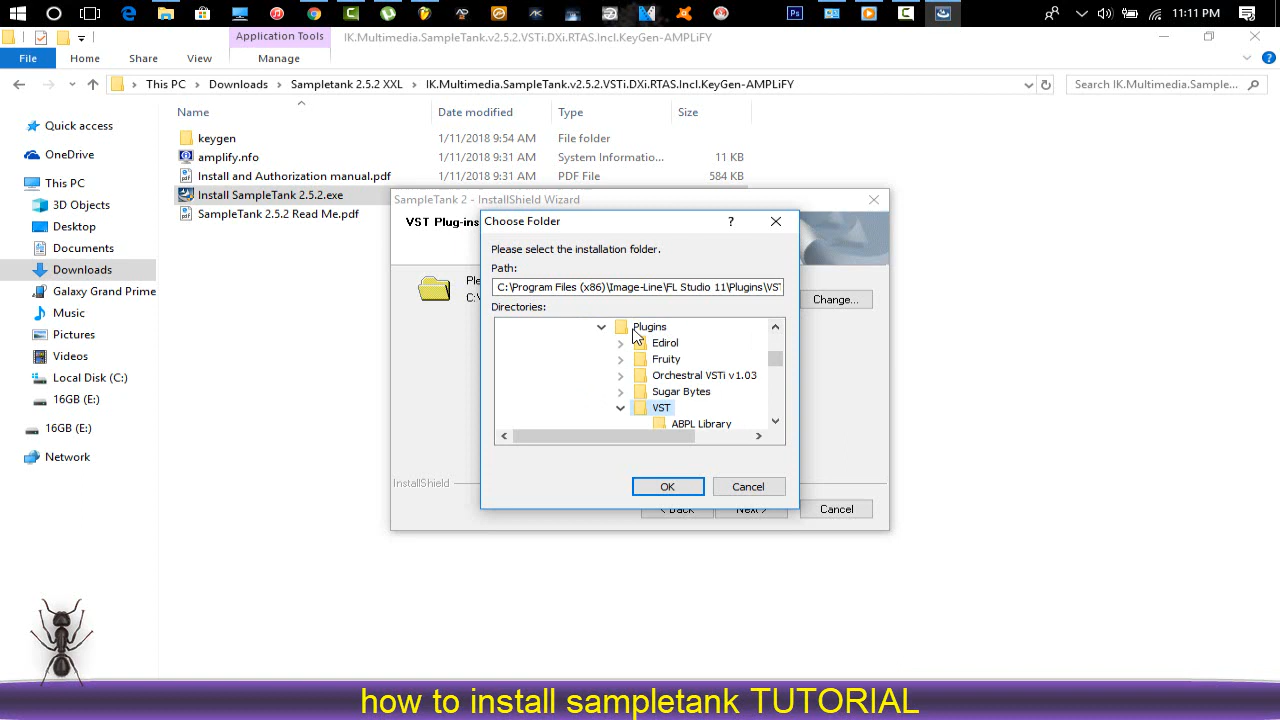 11:11 PM
Application Tools
IK.Multimedia.SampleTank.v2.5.2.VSTi.DXi.RTAS.Incl.KeyGen-AMPLiFY
File Home Share View Manage
This PC Downloads Sampletank 2.5.2 XXL IK.Multimedia.SampleTank.v2.5.2.VSTi.DXi.RTAS.Incl.KeyGen-AMPLiFY
Search IK.Multimedia.Sample...
Name Date modified Type Size
Quick access
OneDrive
This PC
3D Objects
Desktop
Documents
Downloads
Galaxy Grand Prime
Music
Pictures
Videos
Local Disk (C:)
16GB (E:)
16GB (E:)
Network
keygen 1/11/2018 9:54 AM File folder
amplify.nfo 1/11/2018 9:31 AM System Informatio... 11 KB
Install and Authorization manual.pdf 1/11/2018 9:31 AM PDF File 584 KB
Install SampleTank 2.5.2.exe
SampleTank 2.5.2 Read Me.pdf
SampleTank 2 - InstallShield Wizard
VST Plug-ins
Change...
InstallShield
< Back Next > Cancel
Choose Folder
?
Please select the installation folder.
Path:
C:\Program Files (x86)\Image-Line\FL Studio 11\Plugins\VST
Directories:
Plugins
Edirol
Fruity
Orchestral VSTi v1.03
Sugar Bytes
VST
ABPL Library
OK Cancel
how to install sampletank TUTORIAL